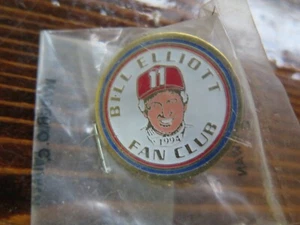 BILL ELLIOTT
11
1994
FAN CLUB